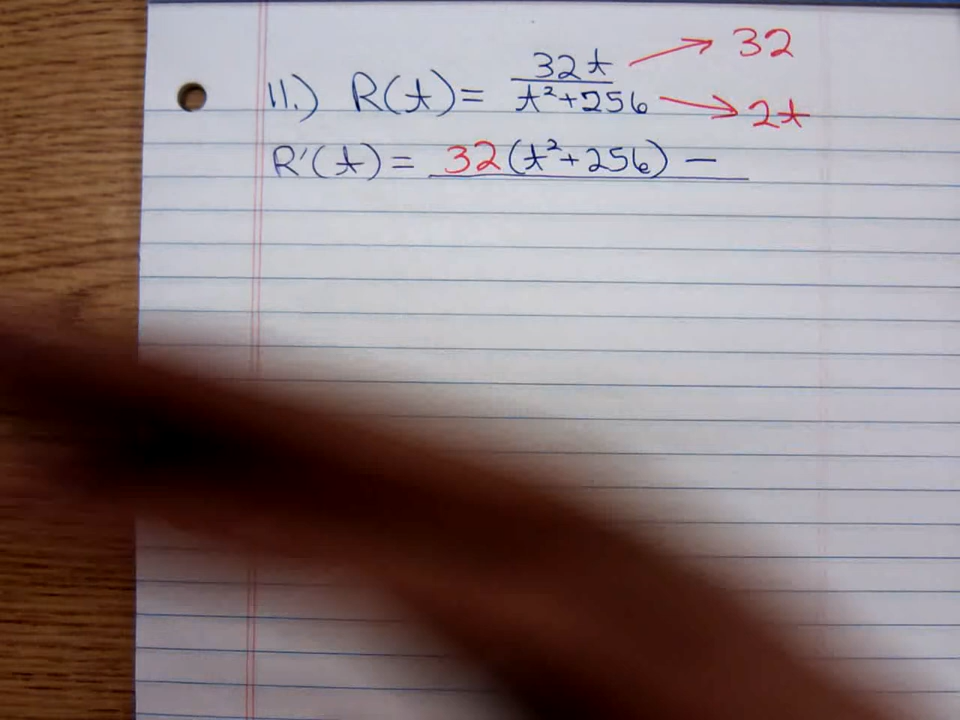 11.) R(t) = 32t / t²+256 → 32 → 2t
R'(t) = 32(t²+256) –